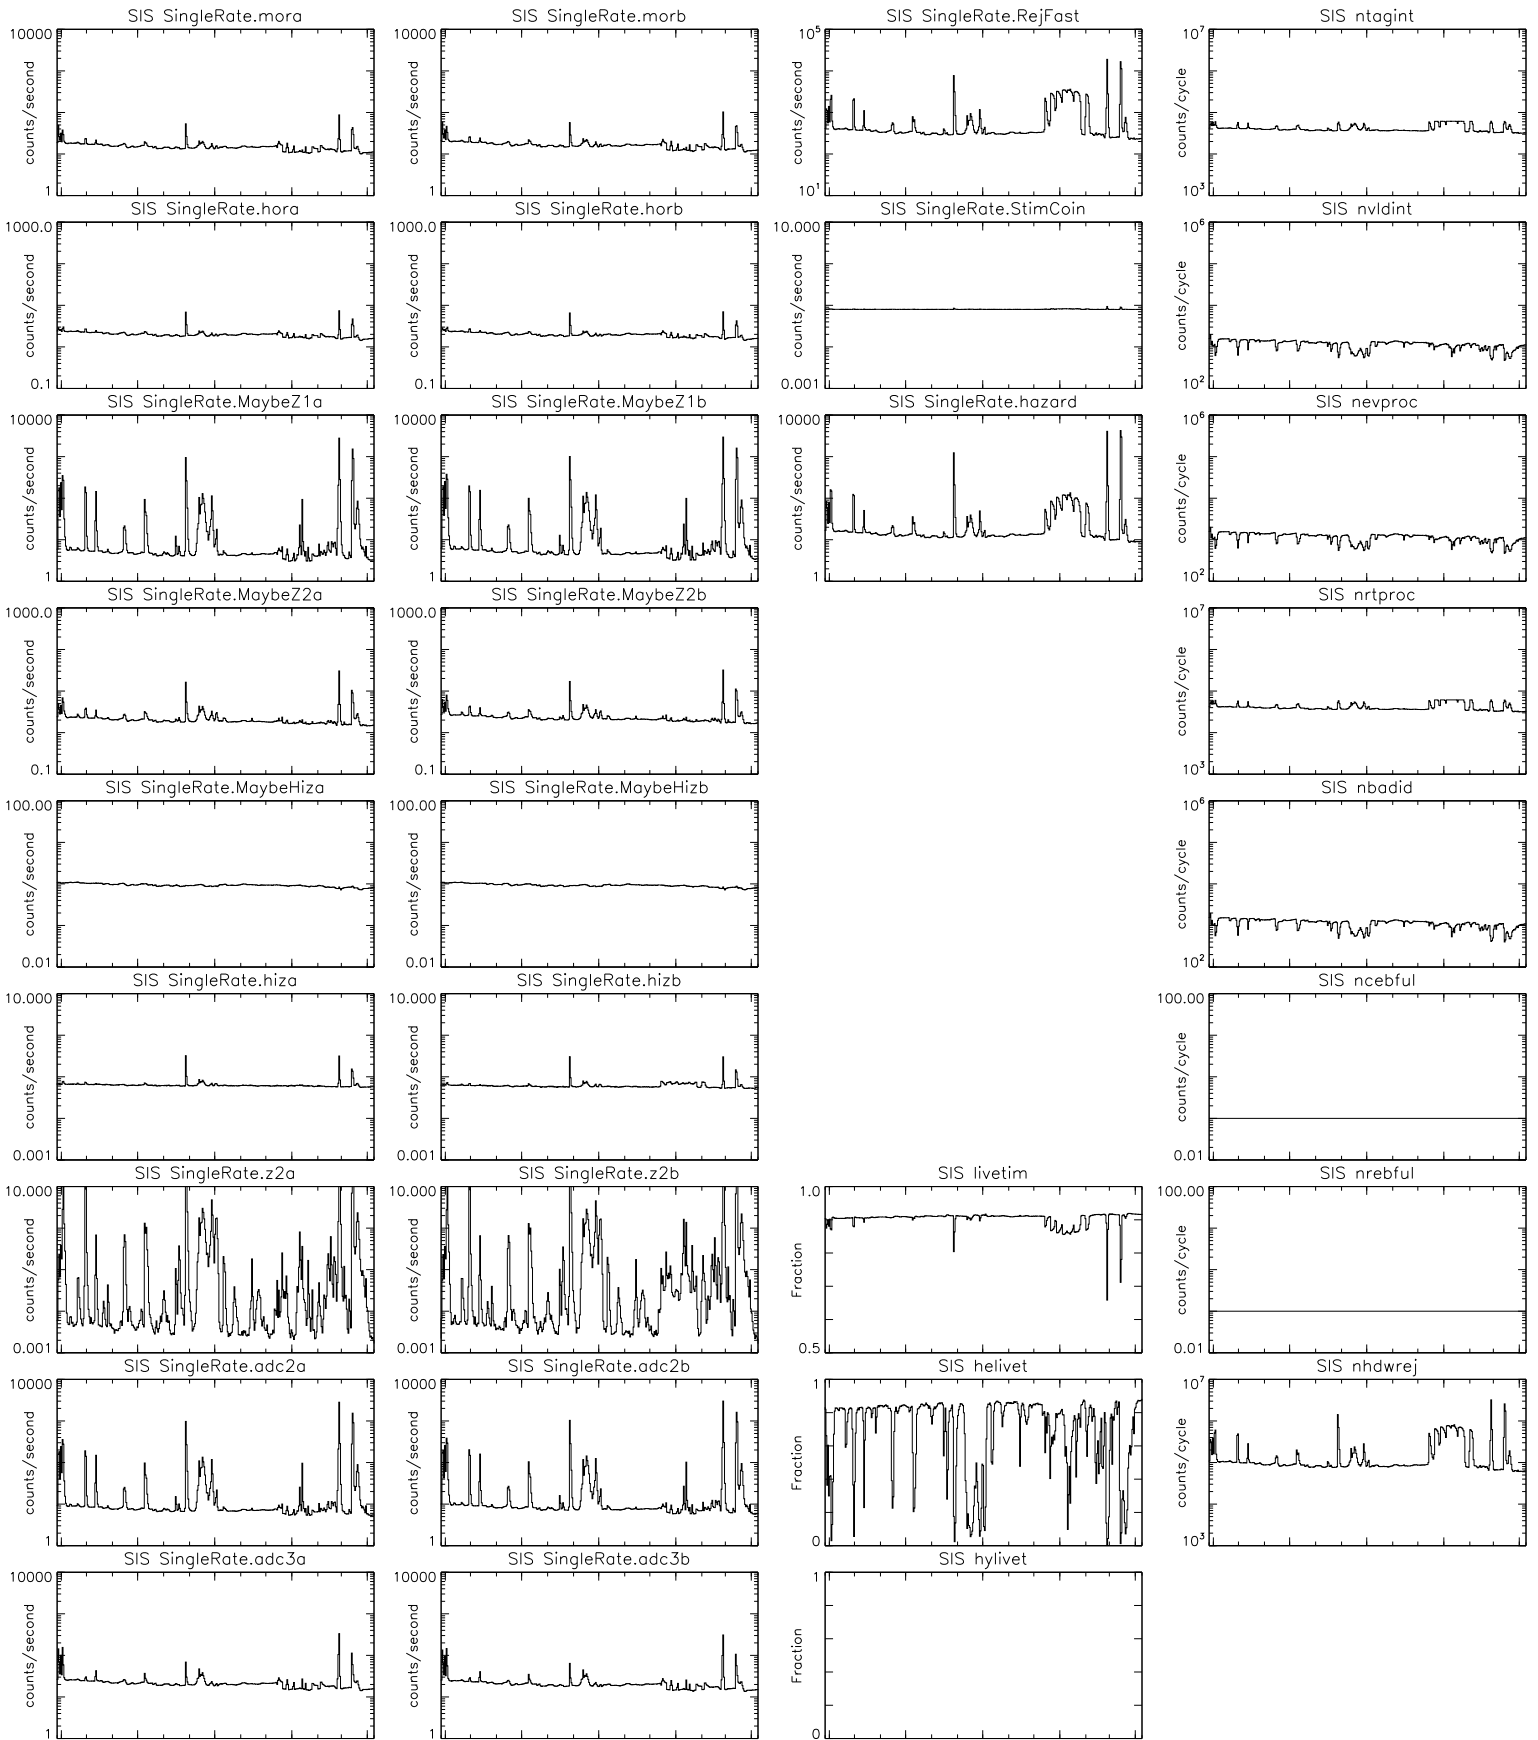 SIS SingleRate.mora
SIS SingleRate.morb
SIS SingleRate.RejFast
SIS ntagint
10000
counts/second
1
10000
counts/second
1
10^5
counts/second
10^1
10^7
counts/cycle
10^3
SIS SingleRate.hora
SIS SingleRate.horb
SIS SingleRate.StimCoin
SIS nvldint
1000.0
counts/second
0.1
1000.0
counts/second
0.1
10.000
counts/second
0.001
10^6
counts/cycle
10^2
SIS SingleRate.MaybeZ1a
SIS SingleRate.MaybeZ1b
SIS SingleRate.hazard
SIS nevproc
10000
counts/second
1
10000
counts/second
1
10000
counts/second
1
10^6
counts/cycle
10^2
SIS SingleRate.MaybeZ2a
SIS SingleRate.MaybeZ2b
SIS nrtproc
1000.0
counts/second
0.1
1000.0
counts/second
0.1
10^7
counts/cycle
10^3
SIS SingleRate.MaybeHiza
SIS SingleRate.MaybeHizb
SIS nbadid
100.00
counts/second
0.01
100.00
counts/second
0.01
10^6
counts/cycle
10^2
SIS SingleRate.hiza
SIS SingleRate.hizb
SIS ncebful
10.000
counts/second
0.001
10.000
counts/second
0.001
100.00
counts/cycle
0.01
SIS SingleRate.z2a
SIS SingleRate.z2b
SIS livetim
SIS nrebful
10.000
counts/second
0.001
10.000
counts/second
0.001
1.0
Fraction
0.5
100.00
counts/cycle
0.01
SIS SingleRate.adc2a
SIS SingleRate.adc2b
SIS helivet
SIS nhdwrej
10000
counts/second
1
10000
counts/second
1
1
Fraction
0
10^7
counts/cycle
10^3
SIS SingleRate.adc3a
SIS SingleRate.adc3b
SIS hylivet
10000
counts/second
1
10000
counts/second
1
1
Fraction
0